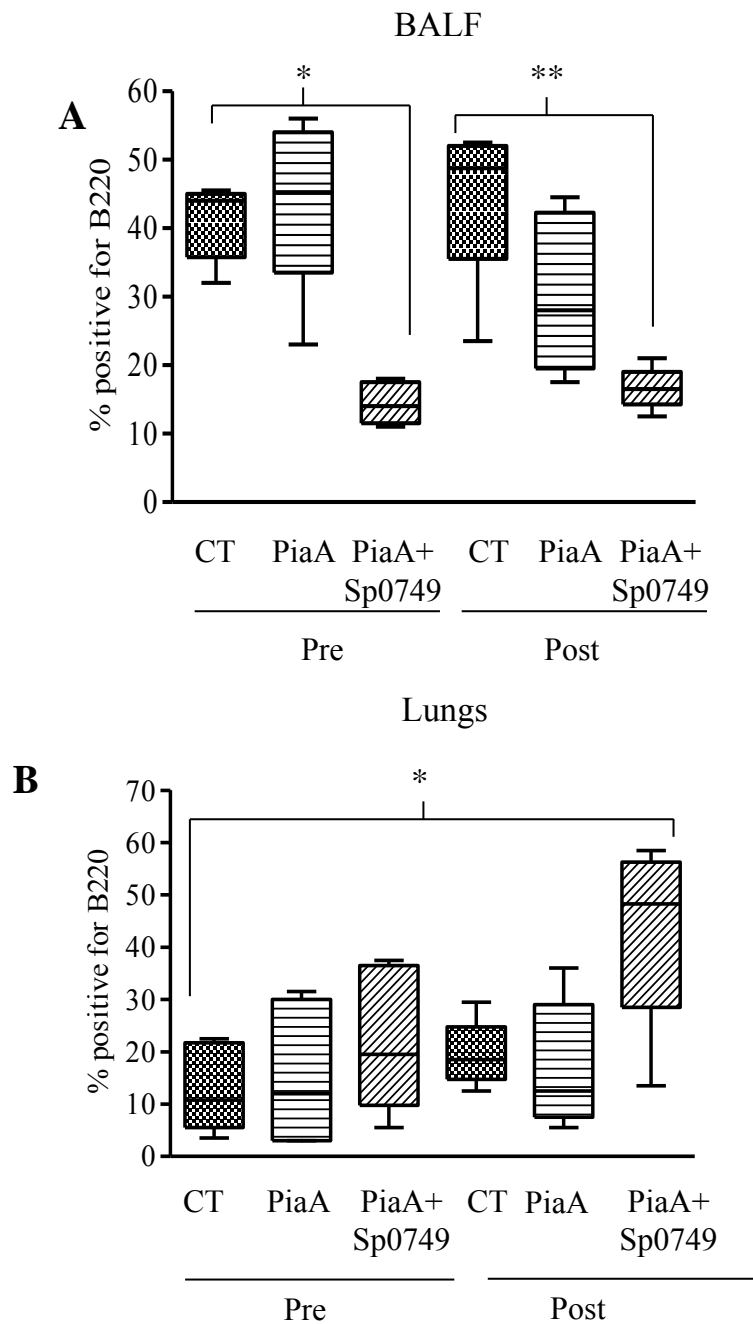 BALF
A
* **
% positive for B220
60
50
40
30
20
10
0
CT PiaA PiaA+ CT PiaA PiaA+
Sp0749 Sp0749
Pre Post
Lungs
B
*
% positive for B220
70
60
50
40
30
20
10
0
CT PiaA PiaA+ CT PiaA PiaA+
Sp0749 Sp0749
Pre Post